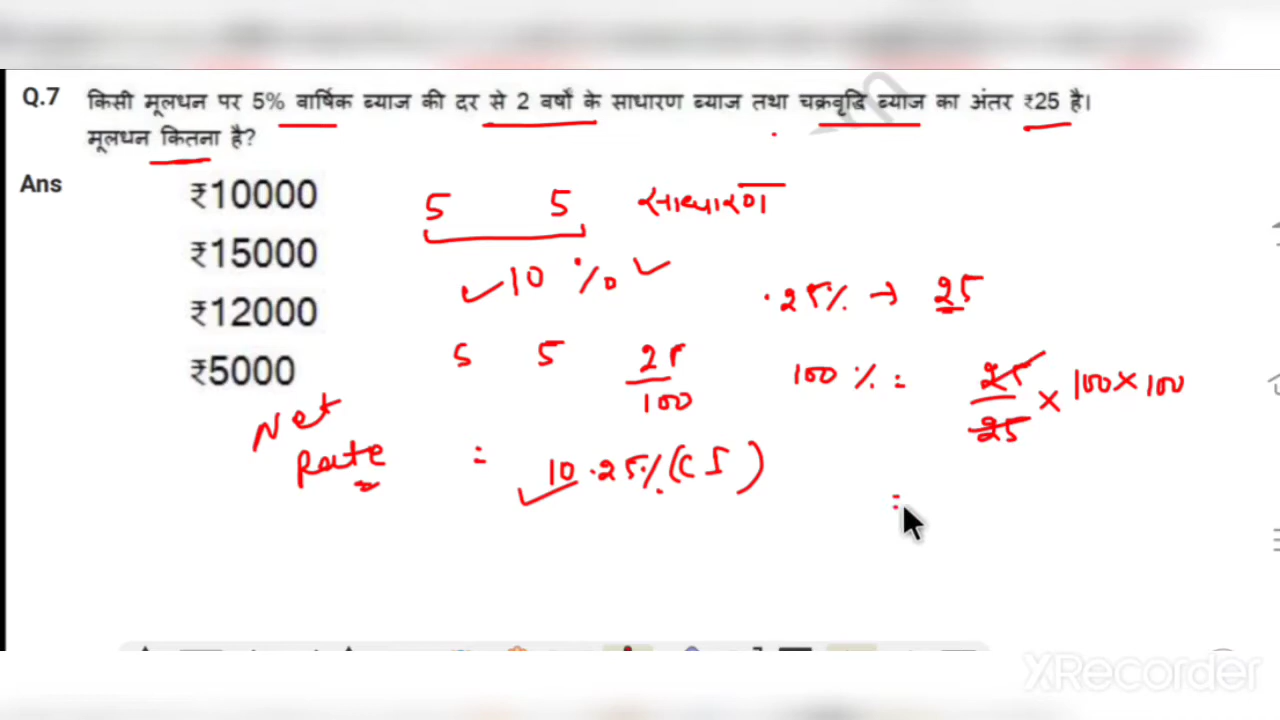 Q.7 किसी मूलधन पर 5% वार्षिक ब्याज की दर से 2 वर्षों के साधारण ब्याज तथा चक्रवृद्धि ब्याज का अंतर ₹25 है।
मूलधन कितना है?
Ans
₹10000
₹15000
₹12000
₹5000
5 5 साधारण
10 %
.25% → 25
5 5 25/100
100 % = 25/25 × 100 × 100
Net Rate = 10.25% (CI)
=
XRecorder